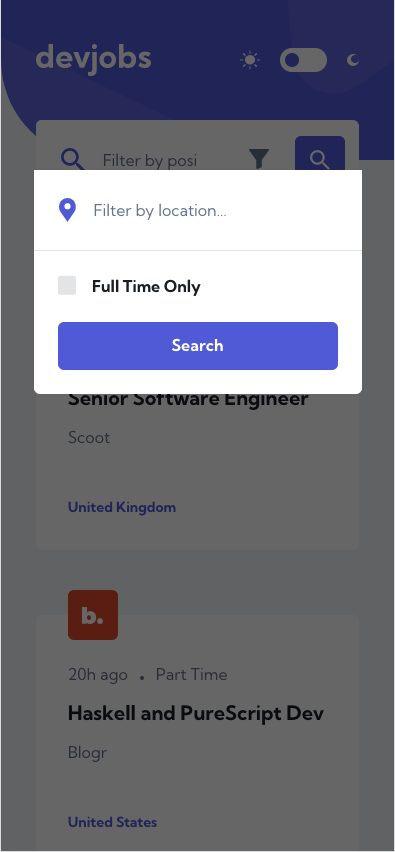 devjobs
Filter by posi
Filter by location...
Full Time Only
Search
Senior Software Engineer
Scoot
United Kingdom
b.
20h ago • Part Time
Haskell and PureScript Dev
Blogr
United States